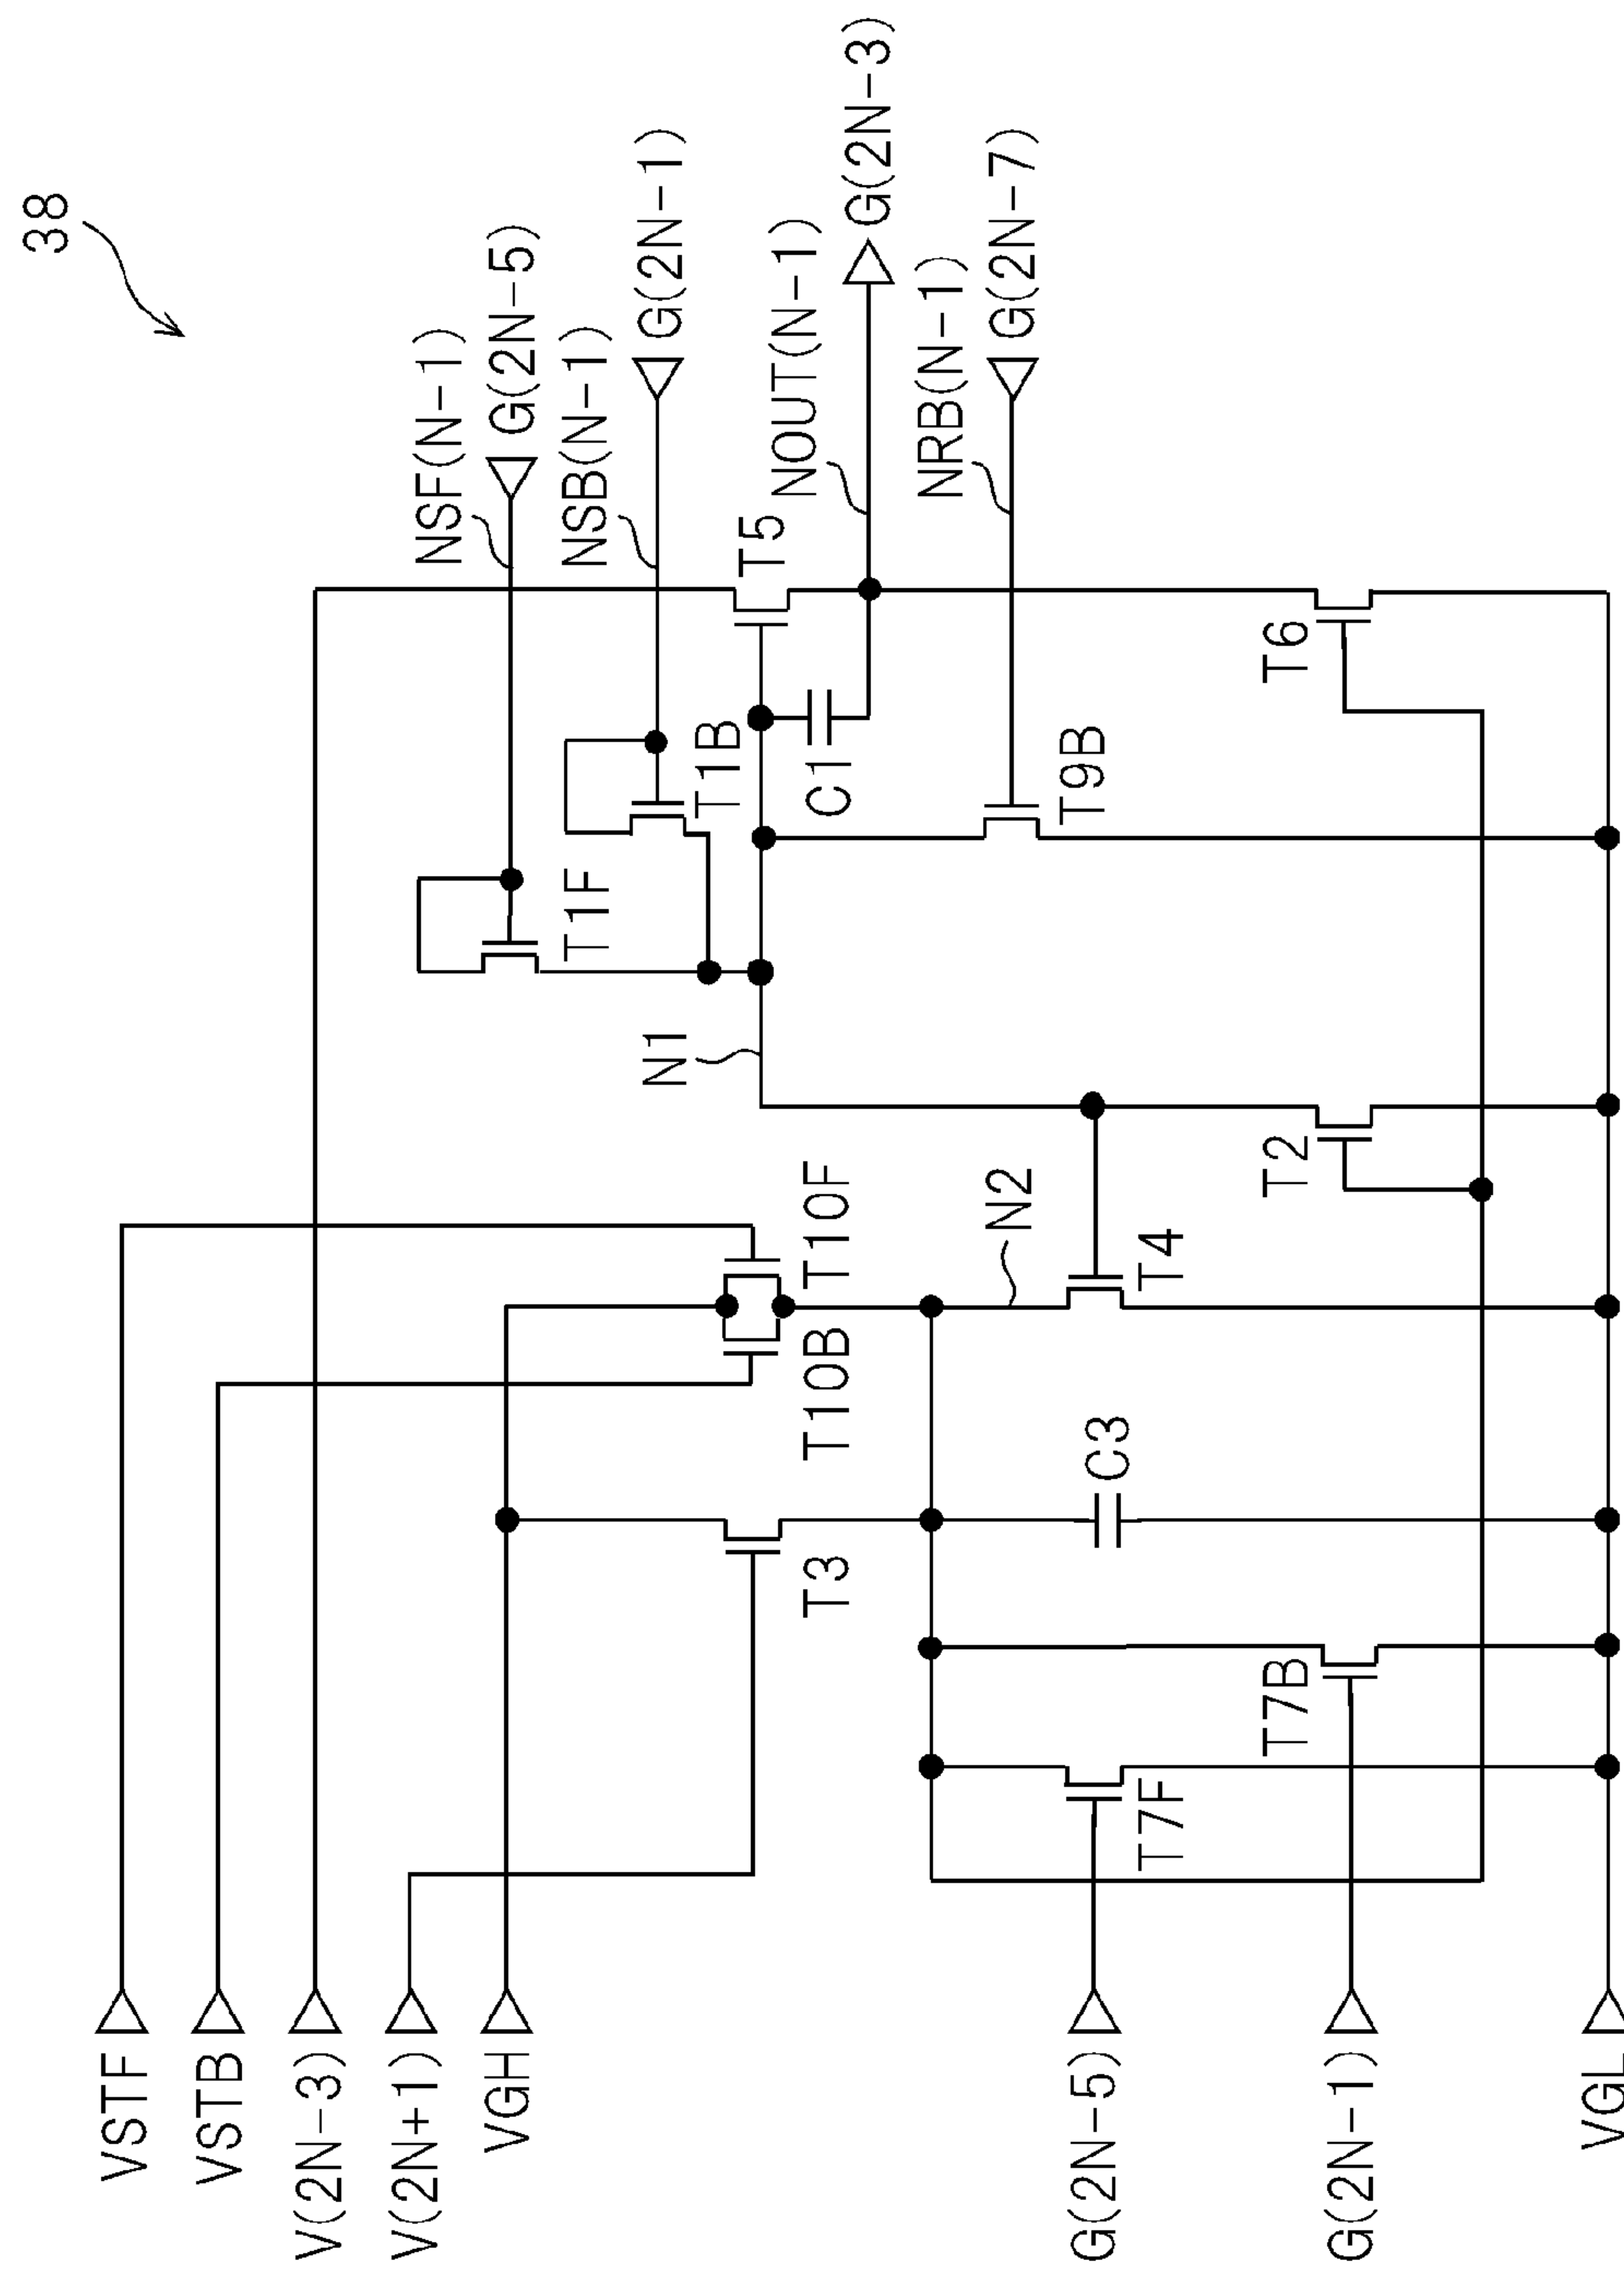 38
VSTF
VSTB
V(2N-3)
V(2N+1)
VGH
G(2N-5)
G(2N-1)
VGL
NSF(N-1)
G(2N-5)
NSB(N-1)
G(2N-1)
NOUT(N-1)
G(2N-3)
NRB(N-1)
G(2N-7)
T1F
T1B
T5
C1
T9B
T6
N1
T10F
T10B
N2
T2
T4
T3
C3
T7B
T7F